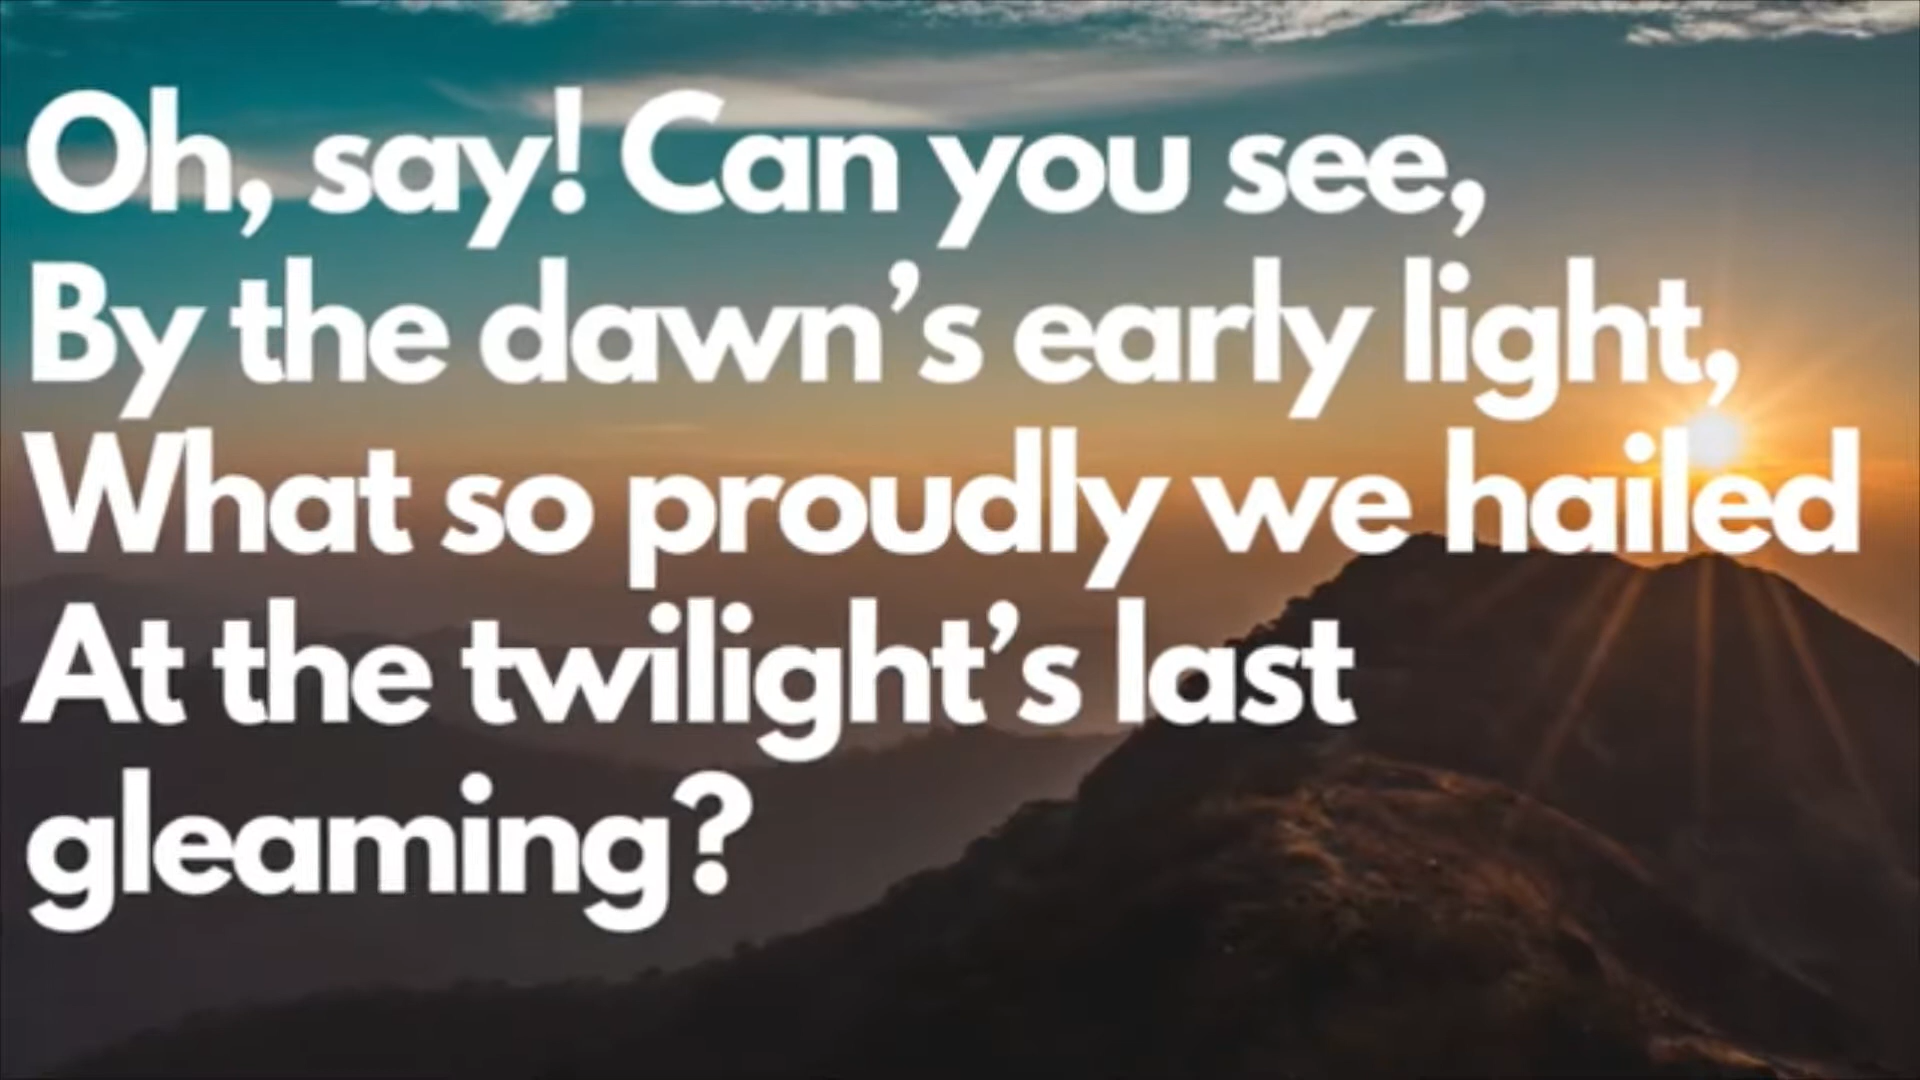 Oh, say! Can you see,
By the dawn’s early light,
What so proudly we hailed
At the twilight’s last
gleaming?